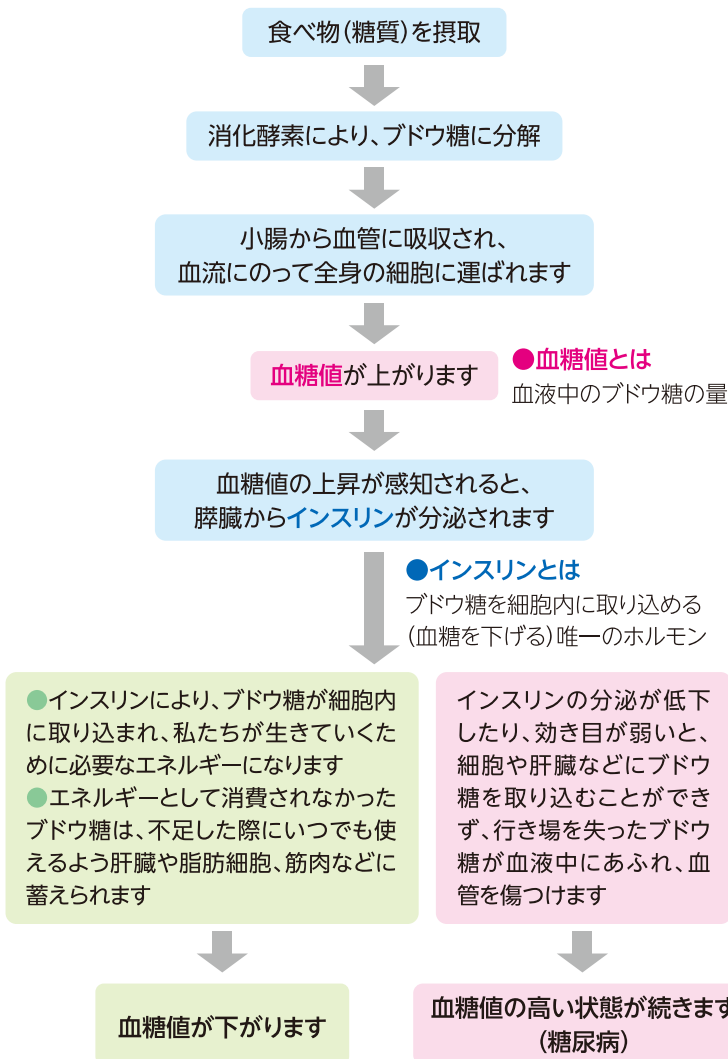 食べ物(糖質)を摂取
消化酵素により、ブドウ糖に分解
小腸から血管に吸収され、
血流にのって全身の細胞に運ばれます
血糖値が上がります
●血糖値とは
血液中のブドウ糖の量
血糖値の上昇が感知されると、
膵臓からインスリンが分泌されます
●インスリンとは
ブドウ糖を細胞内に取り込める
(血糖を下げる)唯一のホルモン
●インスリンにより、ブドウ糖が細胞内
に取り込まれ、私たちが生きていくた
めに必要なエネルギーになります
●エネルギーとして消費されなかった
ブドウ糖は、不足した際にいつでも使
えるよう肝臓や脂肪細胞、筋肉などに
蓄えられます
インスリンの分泌が低下
したり、効き目が弱いと、
細胞や肝臓などにブドウ
糖を取り込むことができ
ず、行き場を失ったブドウ
糖が血液中にあふれ、血
管を傷つけます
血糖値が下がります
血糖値の高い状態が続きます
(糖尿病)